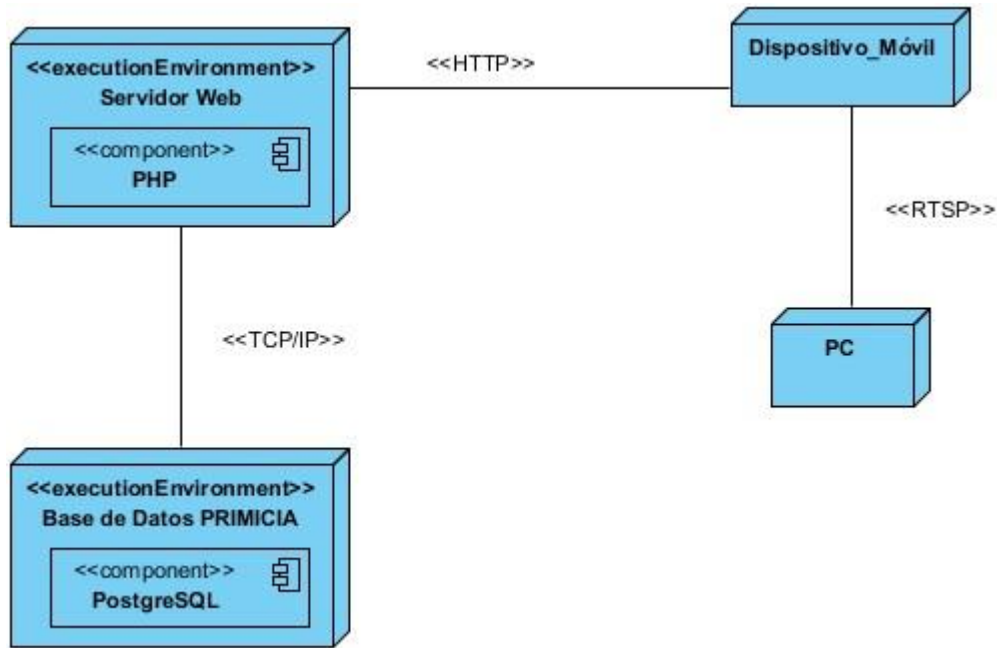 <<executionEnvironment>>
Servidor Web
<<component>>
PHP
<<HTTP>>
Dispositivo_Móvil
<<RTSP>>
PC
<<TCP/IP>>
<<executionEnvironment>>
Base de Datos PRIMICIA
<<component>>
PostgreSQL